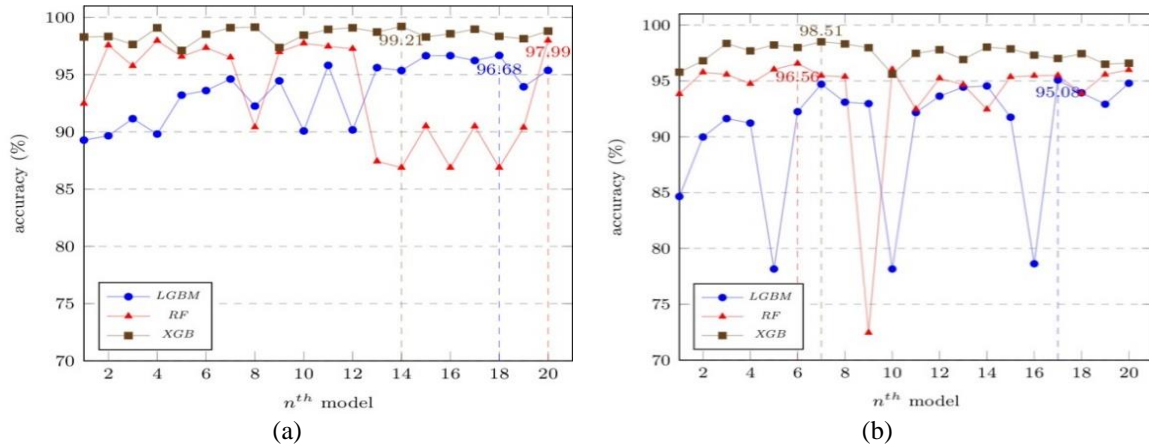 100
95
90
85
80
75
70
accuracy (%)
99.21
97.99
96.68
LGBM
RF
XGB
2 4 6 8 10 12 14 16 18 20
n^th model
(a)
100
95
90
85
80
75
70
accuracy (%)
98.51
96.56
95.08
LGBM
RF
XGB
2 4 6 8 10 12 14 16 18 20
n^th model
(b)